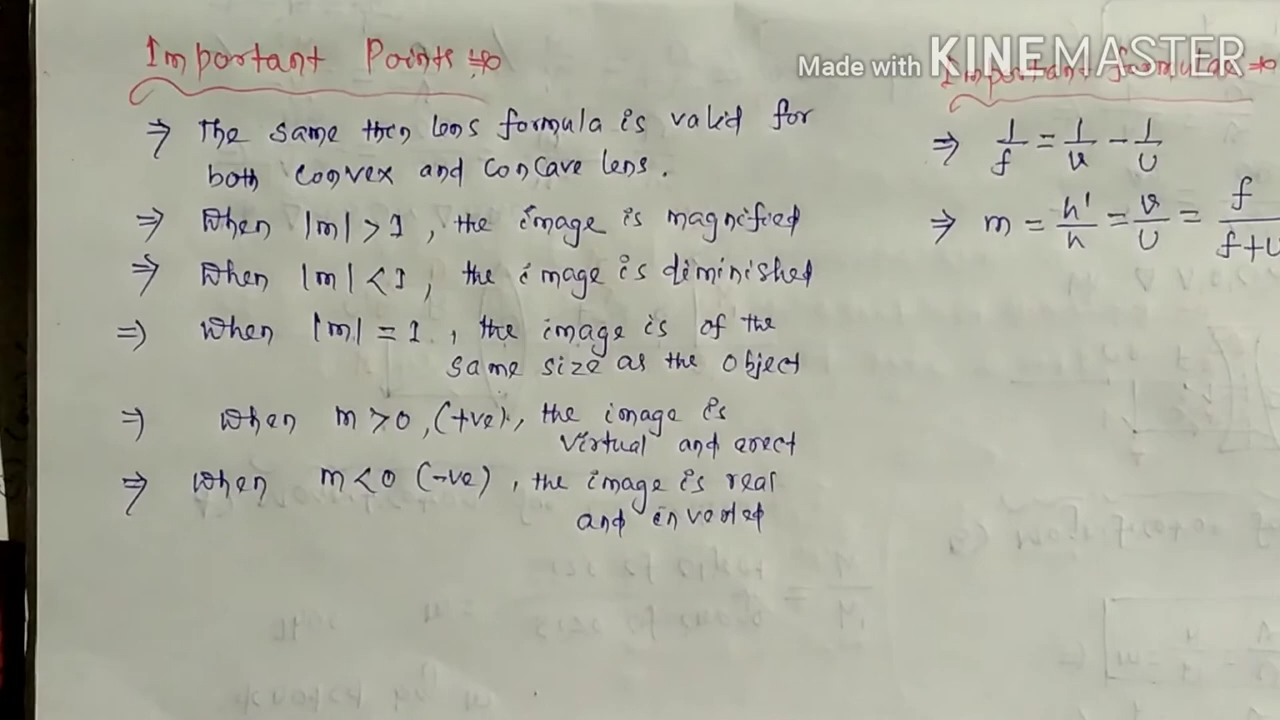 Important Points ⇒
⇒ The same then lens formula is valid for
both convex and concave lens.
⇒ When |m| > 1, the image is magnified
⇒ When |m| < 1, the image is diminished
⇒ When |m| = 1, the image is of the
same size as the object
⇒ When m > 0, (+ve), the image is
virtual and erect
⇒ When m < 0 (-ve), the image is real
and inverted
Made with KINEMASTER
Important formulae ⇒
⇒ 1/f = 1/v - 1/u
⇒ m = h'/h = v/u = f/f+u